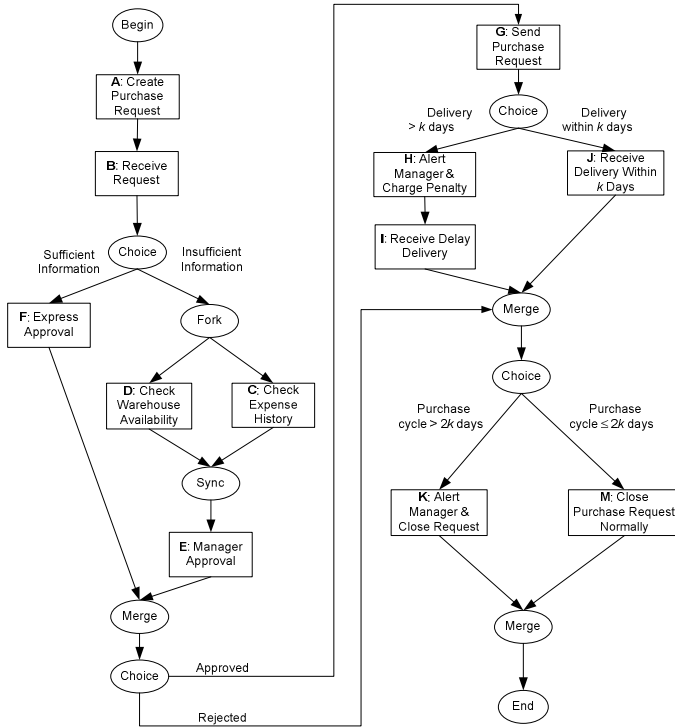 Begin
A: Create
Purchase
Request
B: Receive
Request
Choice
Sufficient
Information
Insufficient
Information
F: Express
Approval
Fork
D: Check
Warehouse
Availability
C: Check
Expense
History
Sync
E: Manager
Approval
Merge
Choice
Approved
Rejected
G: Send
Purchase
Request
Choice
Delivery
> k days
Delivery
within k days
H: Alert
Manager &
Charge Penalty
J: Receive
Delivery Within
k Days
I: Receive Delay
Delivery
Merge
Choice
Purchase
cycle > 2k days
Purchase
cycle ≤ 2k days
K: Alert
Manager &
Close Request
M: Close
Purchase Request
Normally
Merge
End